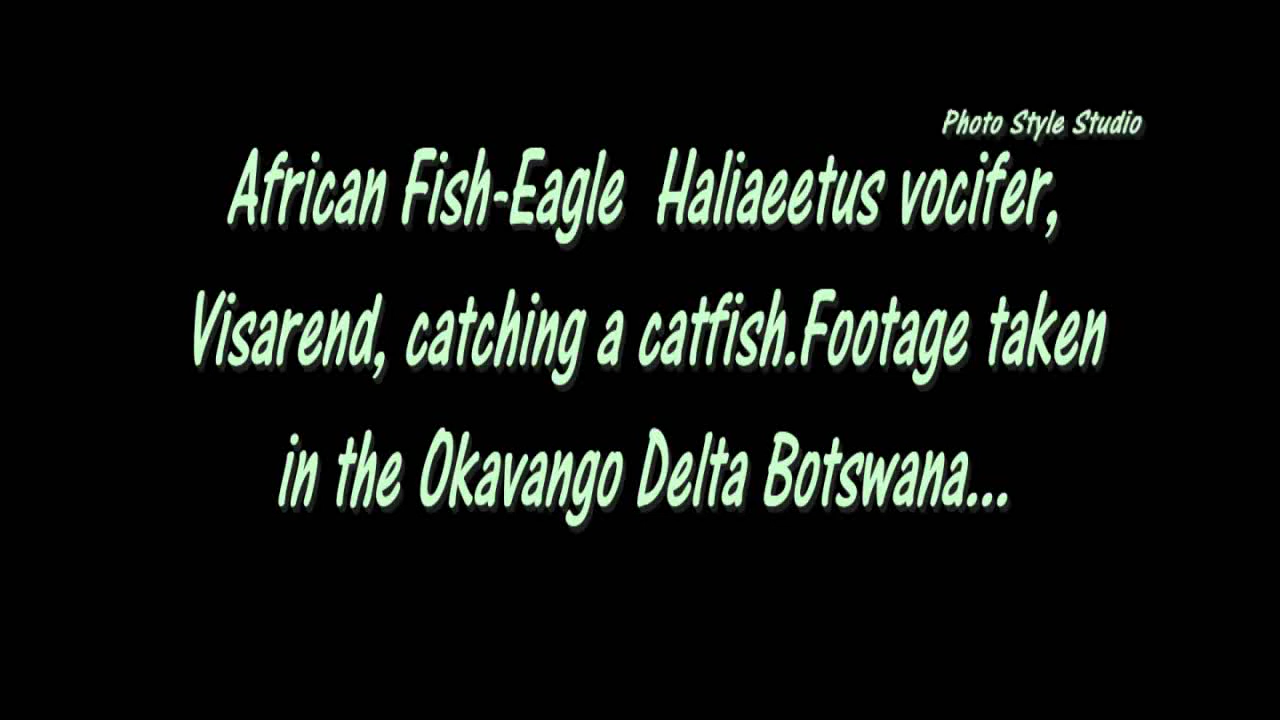 Photo Style Studio
African Fish-Eagle  Haliaeetus vocifer,
Visarend, catching a catfish.Footage taken
in the Okavango Delta Botswana...